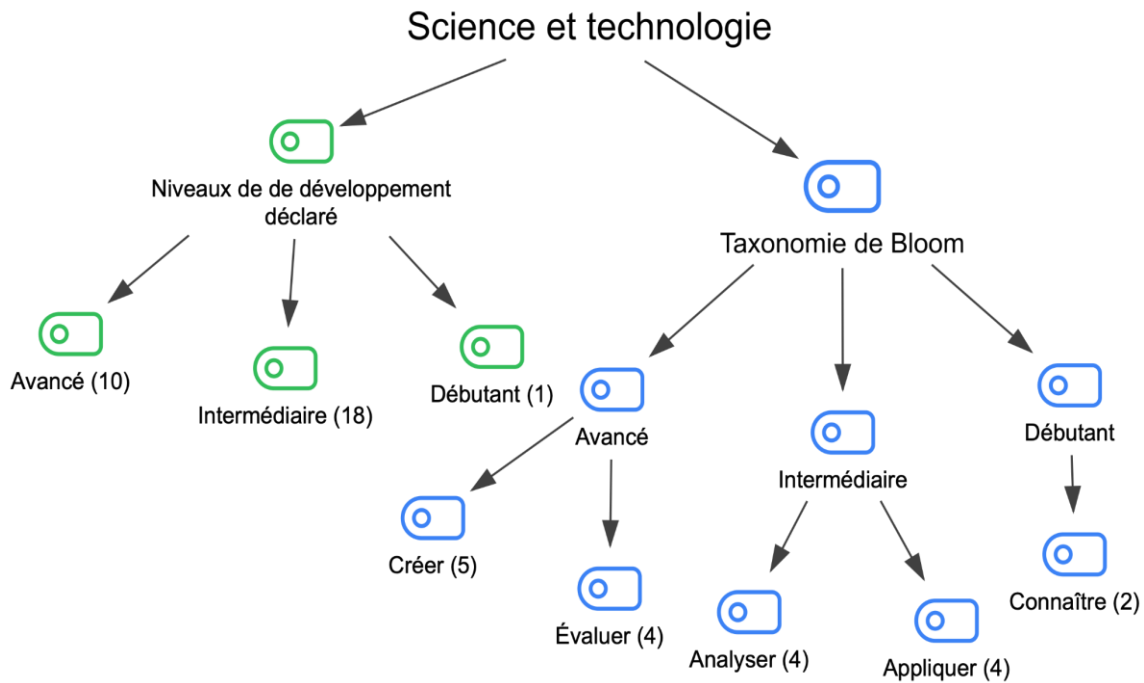 Science et technologie
Niveaux de de développement
déclaré
Taxonomie de Bloom
Avancé (10)
Intermédiaire (18)
Débutant (1)
Avancé
Intermédiaire
Débutant
Créer (5)
Évaluer (4)
Analyser (4)
Appliquer (4)
Connaître (2)